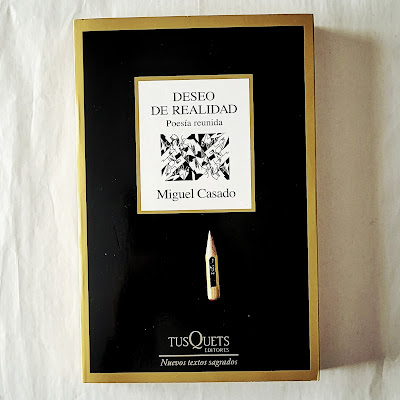 DESEO
DE REALIDAD
Poesía reunida
Miguel Casado
TUSQUETS
EDITORES
Nuevos textos sagrados